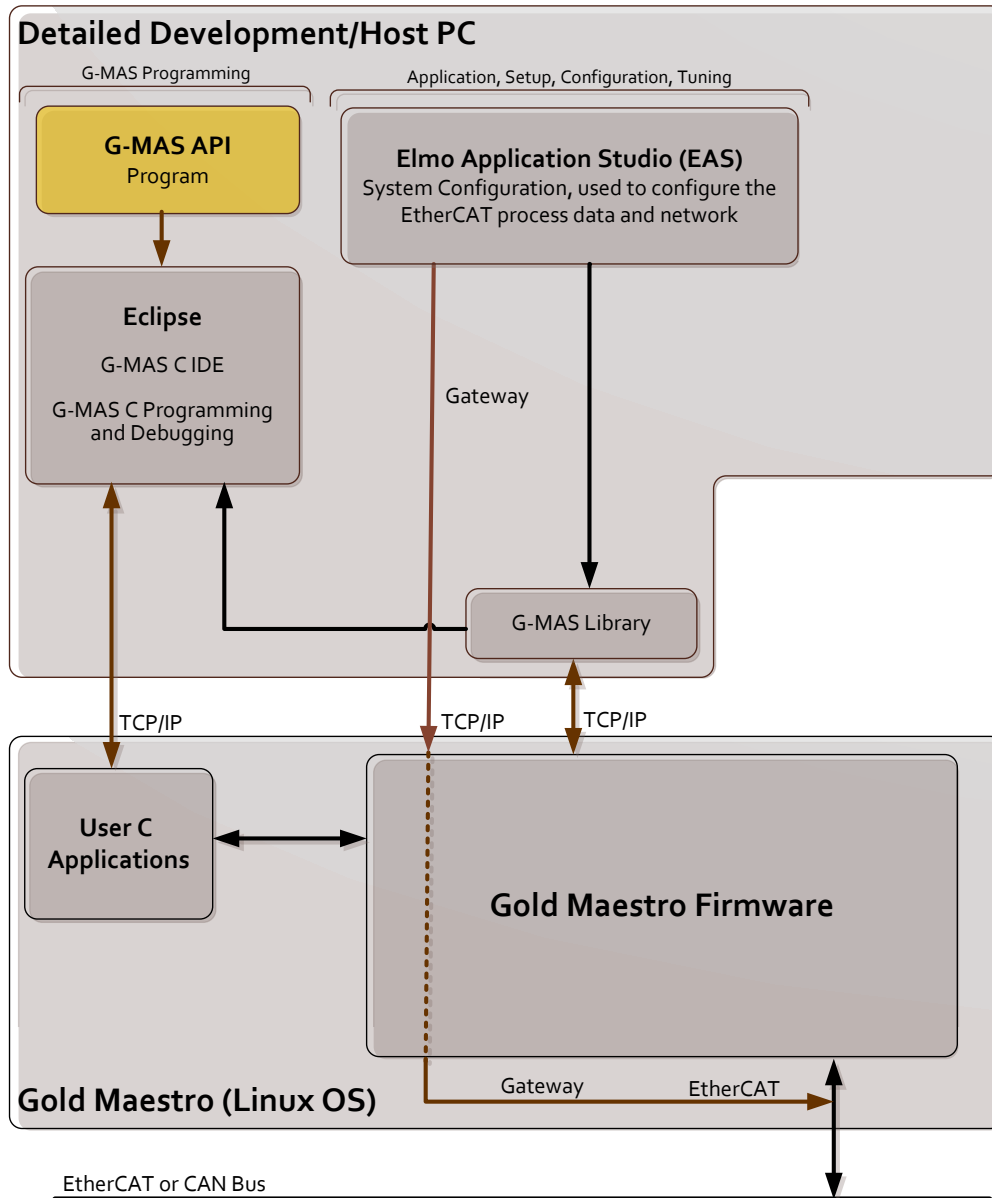 Detailed Development/Host PC
G-MAS Programming
Application, Setup, Configuration, Tuning
G-MAS API
Program
Elmo Application Studio (EAS)
System Configuration, used to configure the
EtherCAT process data and network
Eclipse
G-MAS C IDE
G-MAS C Programming
and Debugging
Gateway
G-MAS Library
TCP/IP
TCP/IP
TCP/IP
User C
Applications
Gold Maestro Firmware
Gateway
EtherCAT
Gold Maestro (Linux OS)
EtherCAT or CAN Bus